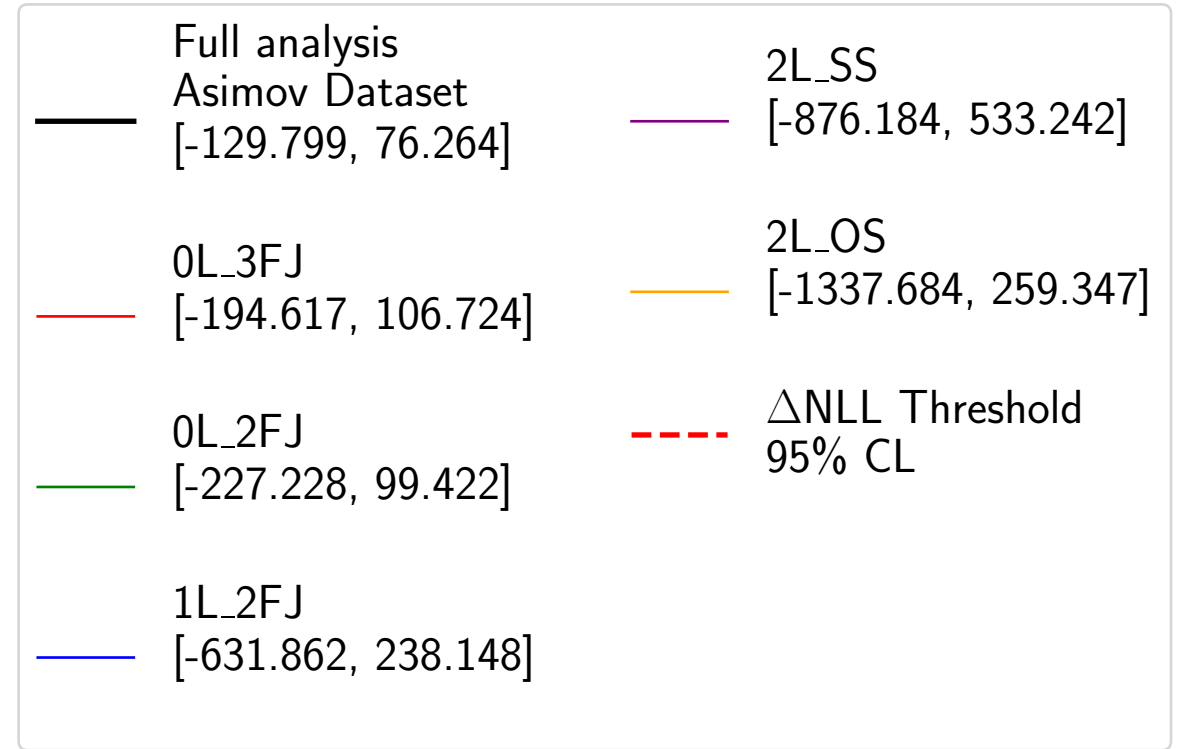 Full analysis
Asimov Dataset
[-129.799, 76.264]
0L_3FJ
[-194.617, 106.724]
0L_2FJ
[-227.228, 99.422]
1L_2FJ
[-631.862, 238.148]
2L_SS
[-876.184, 533.242]
2L_OS
[-1337.684, 259.347]
ΔNLL Threshold
95% CL